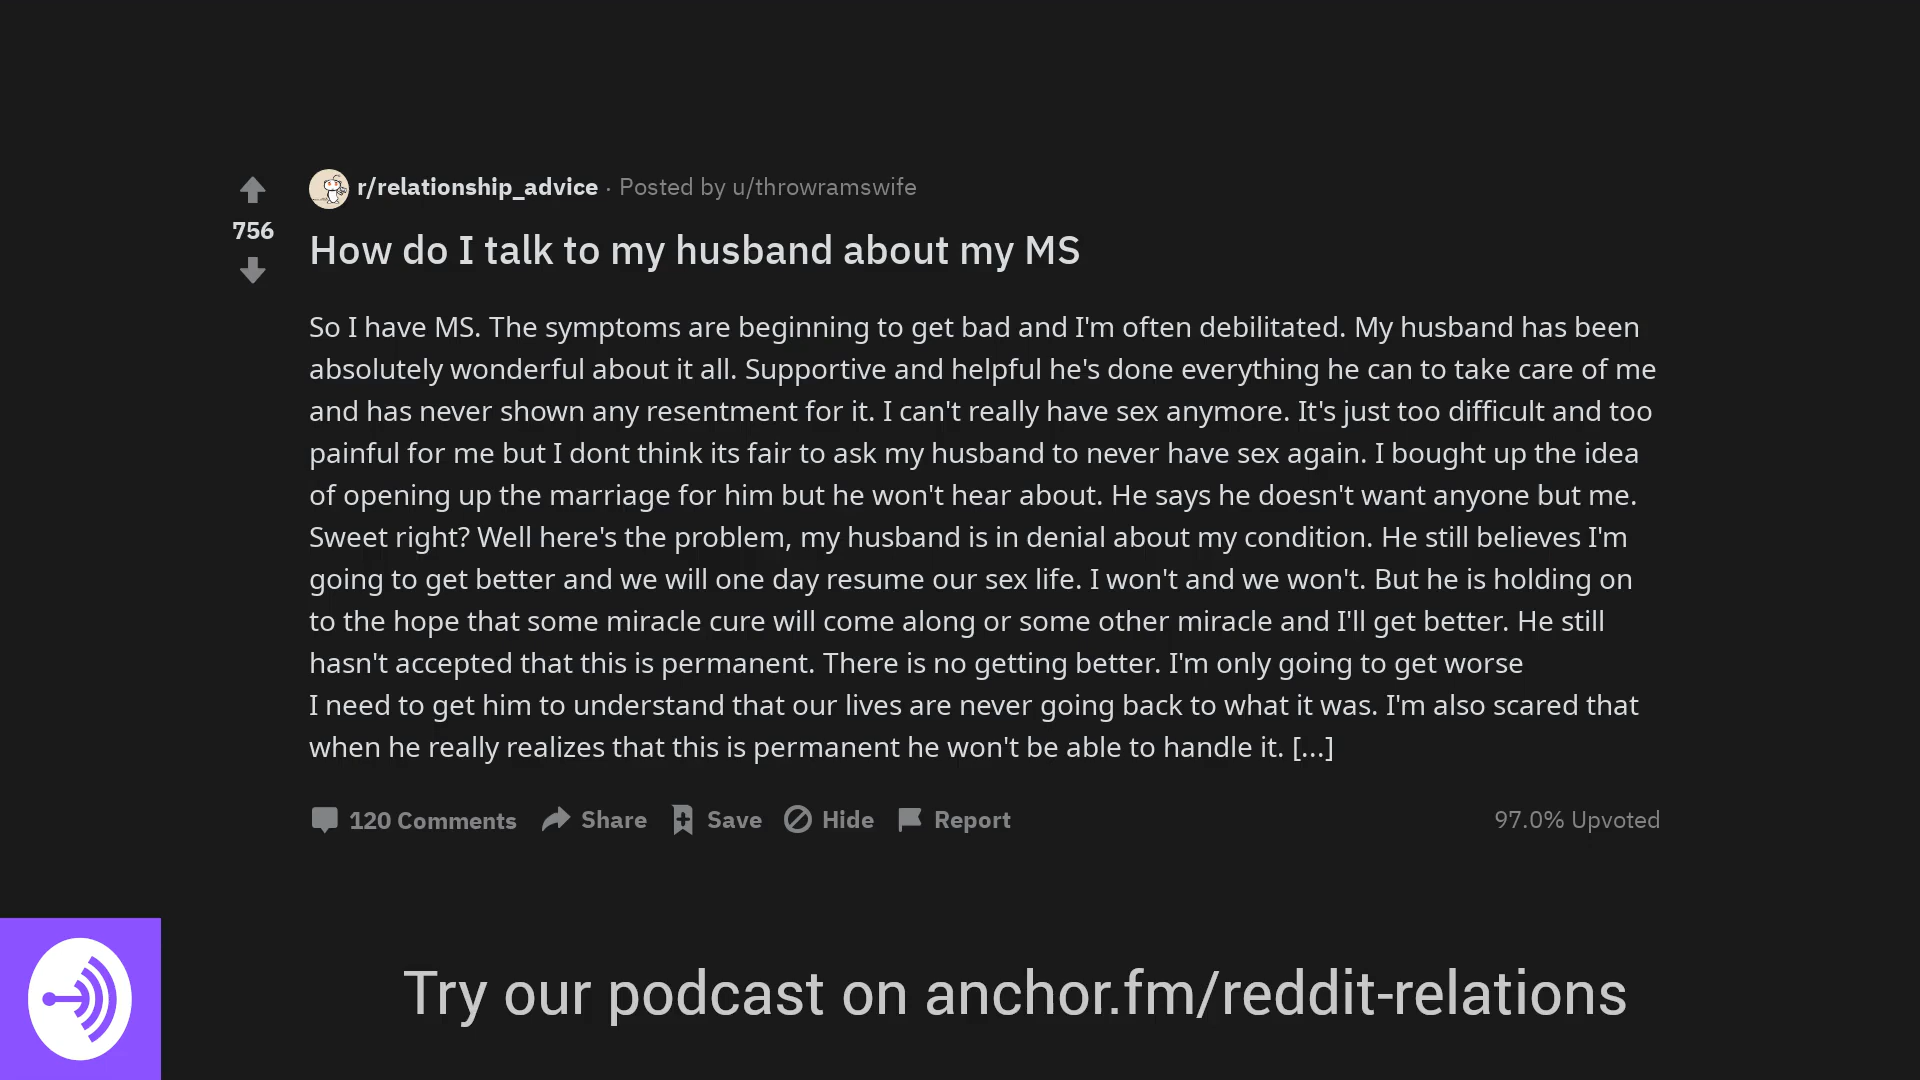 r/relationship_advice · Posted by u/throwramswife
756
How do I talk to my husband about my MS
So I have MS. The symptoms are beginning to get bad and I'm often debilitated. My husband has been
absolutely wonderful about it all. Supportive and helpful he's done everything he can to take care of me
and has never shown any resentment for it. I can't really have sex anymore. It's just too difficult and too
painful for me but I dont think its fair to ask my husband to never have sex again. I bought up the idea
of opening up the marriage for him but he won't hear about. He says he doesn't want anyone but me.
Sweet right? Well here's the problem, my husband is in denial about my condition. He still believes I'm
going to get better and we will one day resume our sex life. I won't and we won't. But he is holding on
to the hope that some miracle cure will come along or some other miracle and I'll get better. He still
hasn't accepted that this is permanent. There is no getting better. I'm only going to get worse
I need to get him to understand that our lives are never going back to what it was. I'm also scared that
when he really realizes that this is permanent he won't be able to handle it. [...]
120 Comments Share Save Hide Report 97.0% Upvoted
Try our podcast on anchor.fm/reddit-relations